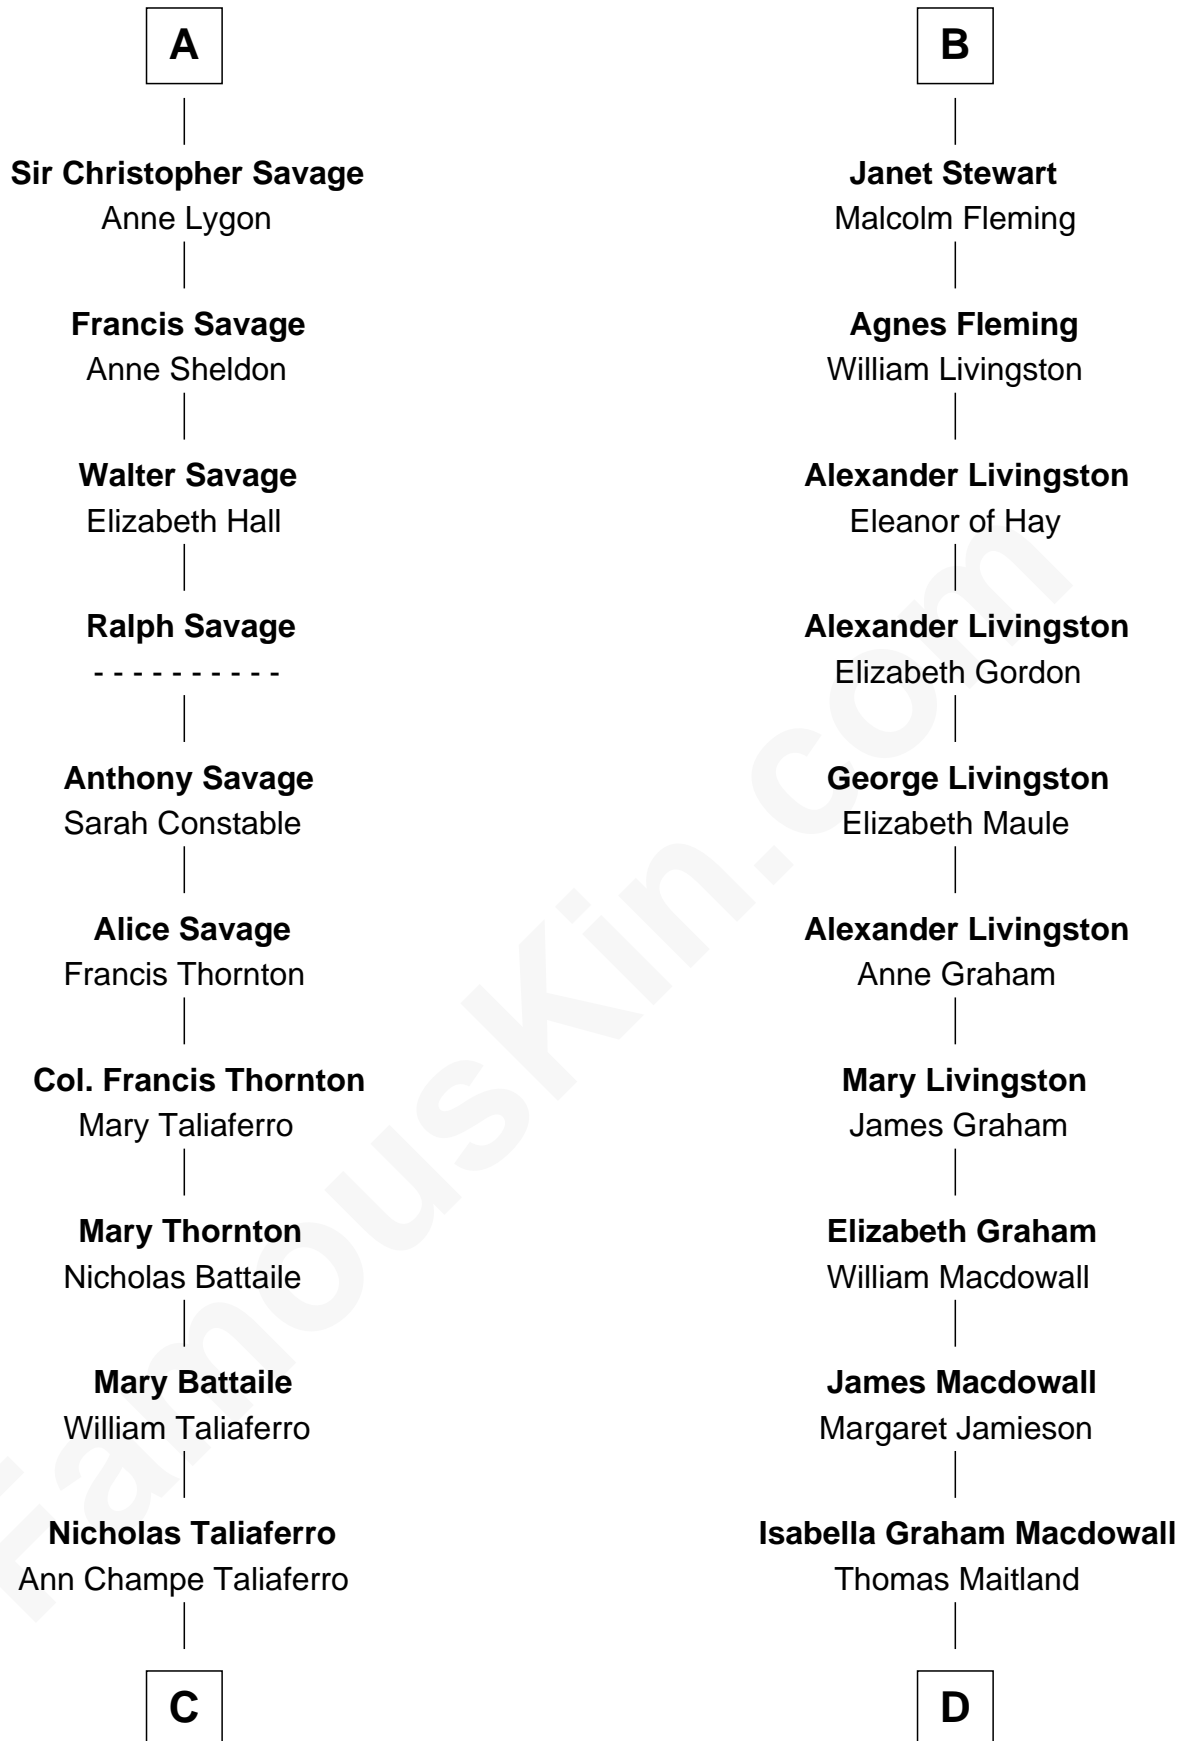 A
Sir Christopher Savage
Anne Lygon
Francis Savage
Anne Sheldon
Walter Savage
Elizabeth Hall
Ralph Savage
- - - - - - - - - -
Anthony Savage
Sarah Constable
Alice Savage
Francis Thornton
Col. Francis Thornton
Mary Taliaferro
Mary Thornton
Nicholas Battaile
Mary Battaile
William Taliaferro
Nicholas Taliaferro
Ann Champe Taliaferro
C
B
Janet Stewart
Malcolm Fleming
Agnes Fleming
William Livingston
Alexander Livingston
Eleanor of Hay
Alexander Livingston
Elizabeth Gordon
George Livingston
Elizabeth Maule
Alexander Livingston
Anne Graham
Mary Livingston
James Graham
Elizabeth Graham
William Macdowall
James Macdowall
Margaret Jamieson
Isabella Graham Macdowall
Thomas Maitland
D
FamousKin.com